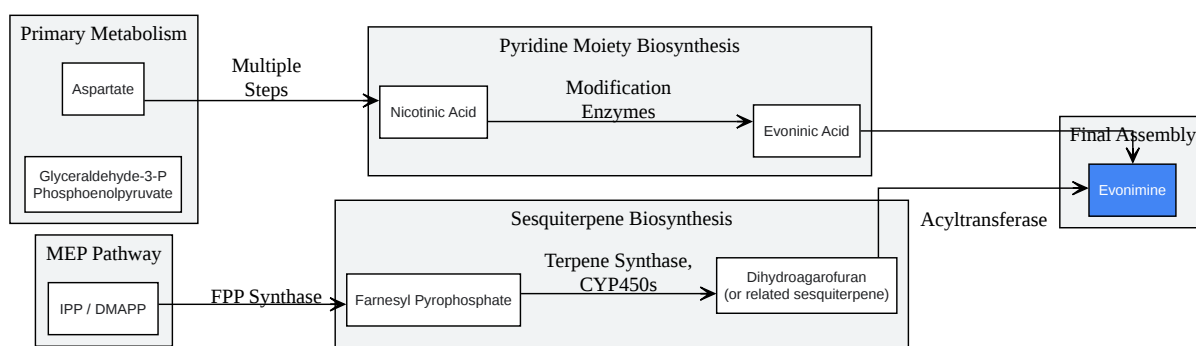 Primary Metabolism
Aspartate
Glyceraldehyde-3-P
Phosphoenolpyruvate
Multiple
Steps
Pyridine Moiety Biosynthesis
Nicotinic Acid
Modification
Enzymes
Evoninic Acid
Final Assembly
Evonimine
Acyltransferase
MEP Pathway
IPP / DMAPP
FPP Synthase
Sesquiterpene Biosynthesis
Farnesyl Pyrophosphate
Terpene Synthase,
CYP450s
Dihydroagarofuran
(or related sesquiterpene)